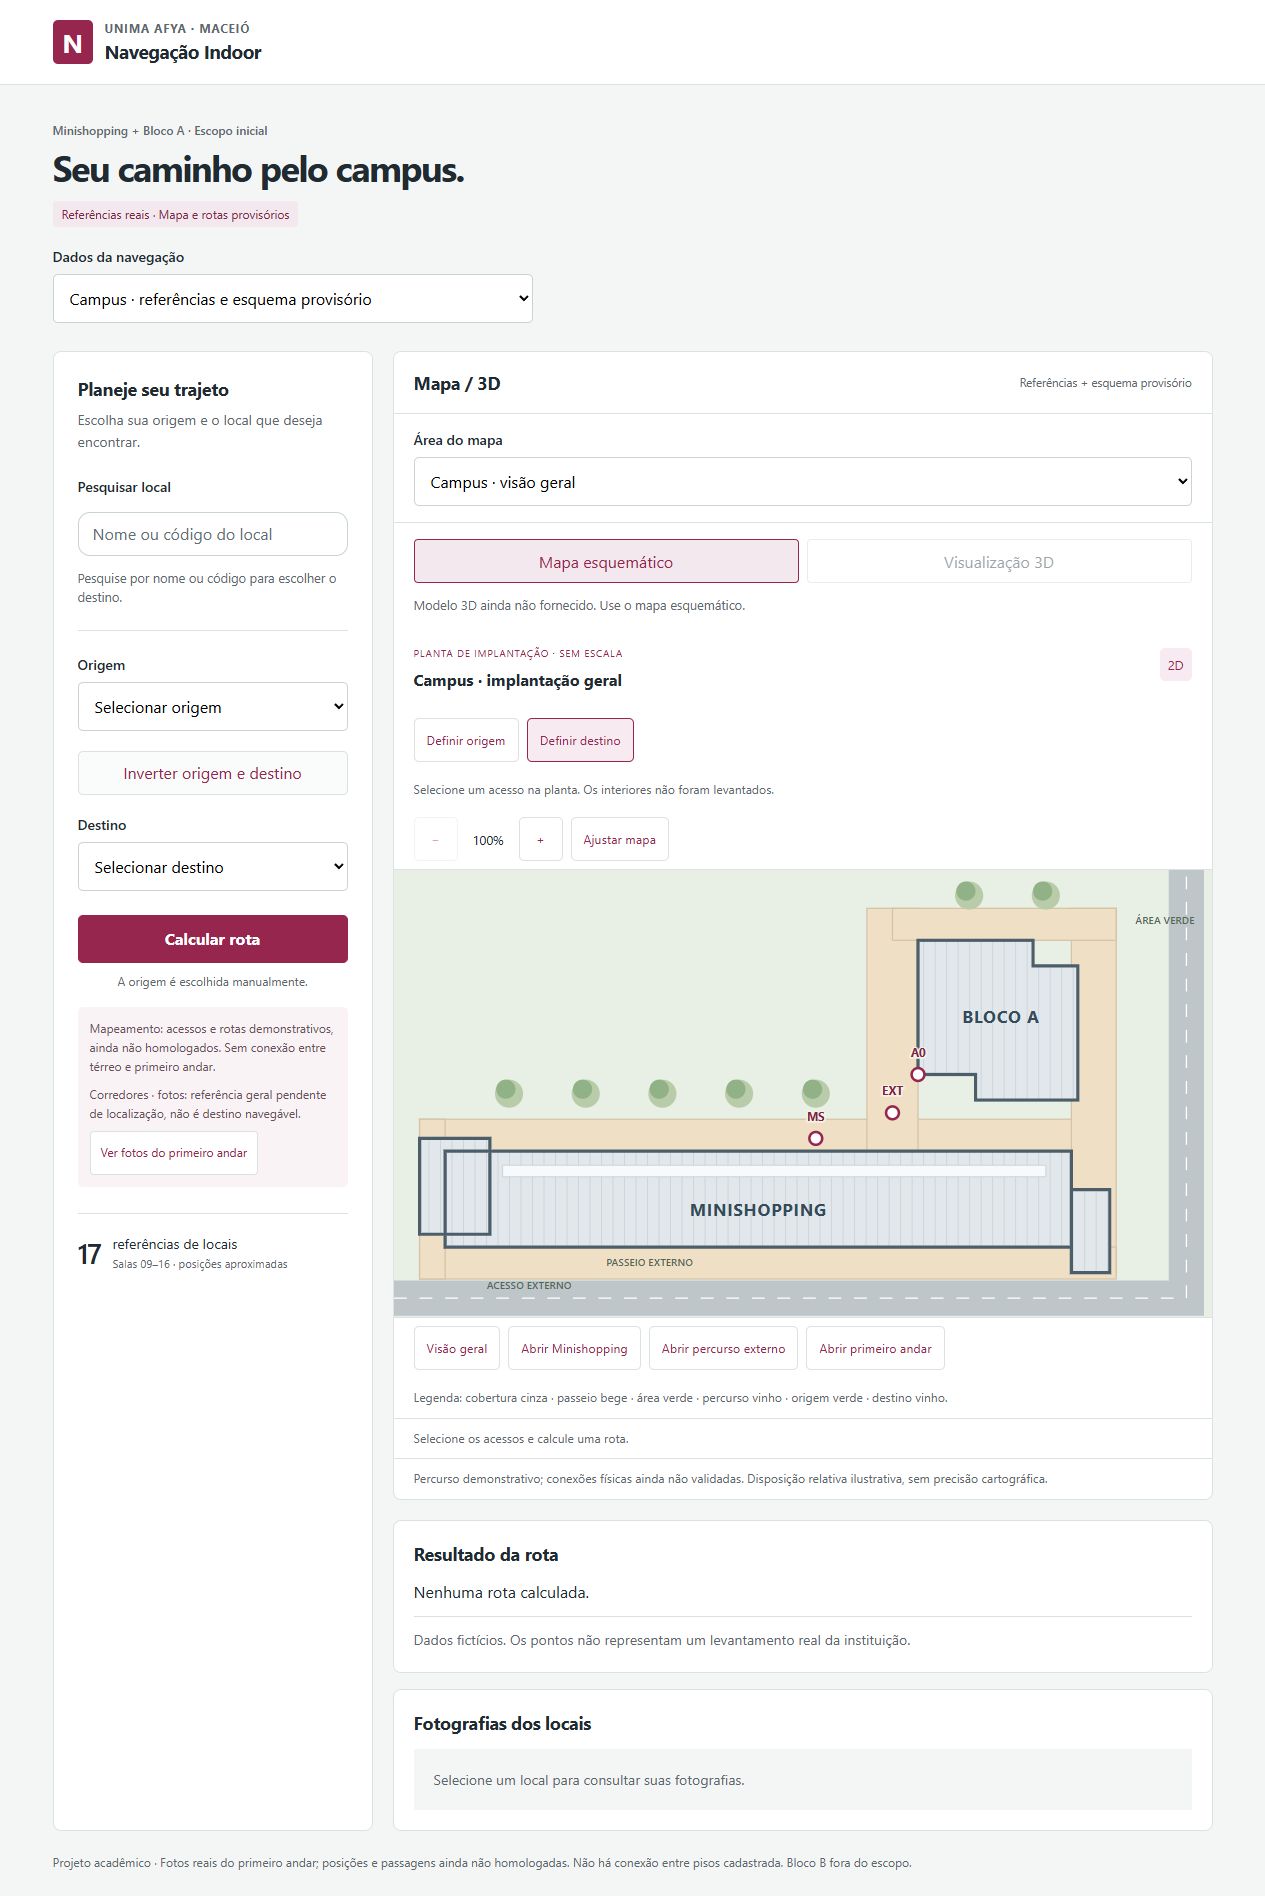 N
UNIMA AFYA · MACEIÓ
Navegação Indoor
Minishopping + Bloco A · Escopo inicial
Seu caminho pelo campus.
Referências reais · Mapa e rotas provisórios
Dados da navegação
Campus · referências e esquema provisório
Planeje seu trajeto
Escolha sua origem e o local que deseja
encontrar.
Pesquisar local
Nome ou código do local
Pesquise por nome ou código para escolher o
destino.
Origem
Selecionar origem
Inverter origem e destino
Destino
Selecionar destino
Calcular rota
A origem é escolhida manualmente.
Mapeamento: acessos e rotas demonstrativos,
ainda não homologados. Sem conexão entre
térreo e primeiro andar.
Corredores · fotos: referência geral pendente
de localização, não é destino navegável.
Ver fotos do primeiro andar
17
referências de locais
Salas 09–16 · posições aproximadas
Mapa / 3D
Referências + esquema provisório
Área do mapa
Campus · visão geral
Mapa esquemático
Visualização 3D
Modelo 3D ainda não fornecido. Use o mapa esquemático.
PLANTA DE IMPLANTAÇÃO · SEM ESCALA
Campus · implantação geral
2D
Definir origem
Definir destino
Selecione um acesso na planta. Os interiores não foram levantados.
−
100%
+
Ajustar mapa
ÁREA VERDE
BLOCO A
A0
EXT
MS
MINISHOPPING
PASSEIO EXTERNO
ACESSO EXTERNO
Visão geral
Abrir Minishopping
Abrir percurso externo
Abrir primeiro andar
Legenda: cobertura cinza · passeio bege · área verde · percurso vinho · origem verde · destino vinho.
Selecione os acessos e calcule uma rota.
Percurso demonstrativo; conexões físicas ainda não validadas. Disposição relativa ilustrativa, sem precisão cartográfica.
Resultado da rota
Nenhuma rota calculada.
Dados fictícios. Os pontos não representam um levantamento real da instituição.
Fotografias dos locais
Selecione um local para consultar suas fotografias.
Projeto acadêmico · Fotos reais do primeiro andar; posições e passagens ainda não homologadas. Não há conexão entre pisos cadastrada. Bloco B fora do escopo.